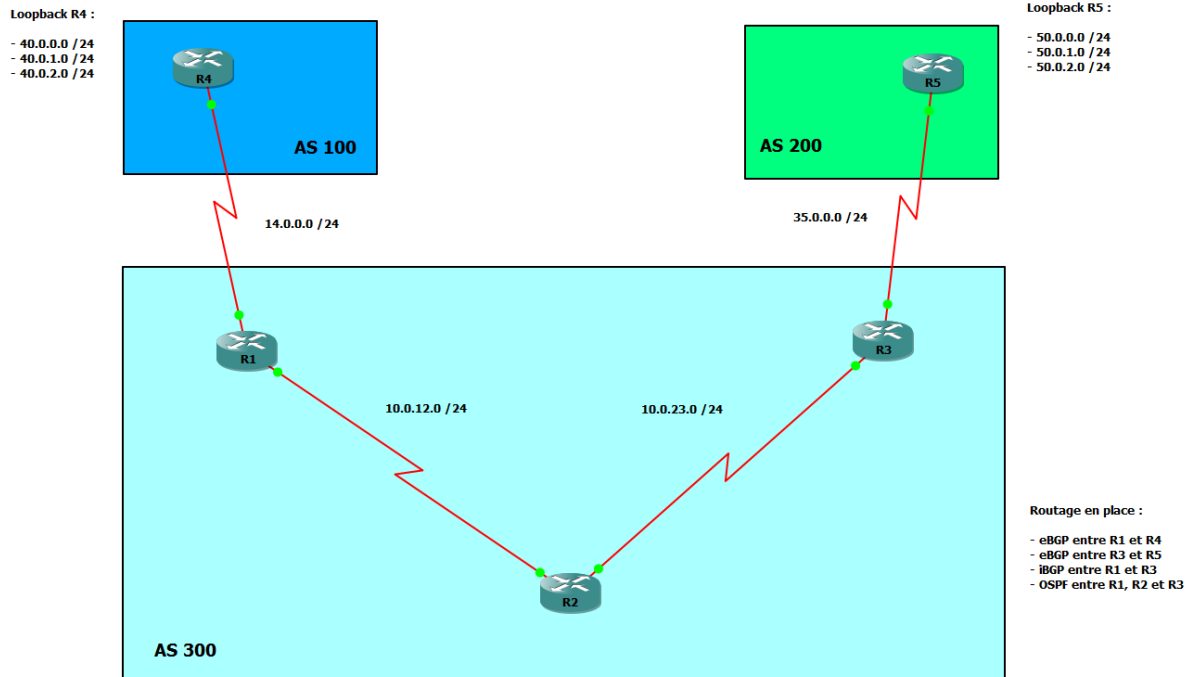 Loopback R4 :
- 40.0.0.0 /24
- 40.0.1.0 /24
- 40.0.2.0 /24
R4
AS 100
Loopback R5 :
- 50.0.0.0 /24
- 50.0.1.0 /24
- 50.0.2.0 /24
R5
AS 200
14.0.0.0 /24
35.0.0.0 /24
R1
R3
10.0.12.0 /24
10.0.23.0 /24
R2
AS 300
Routage en place :
- eBGP entre R1 et R4
- eBGP entre R3 et R5
- iBGP entre R1 et R3
- OSPF entre R1, R2 et R3